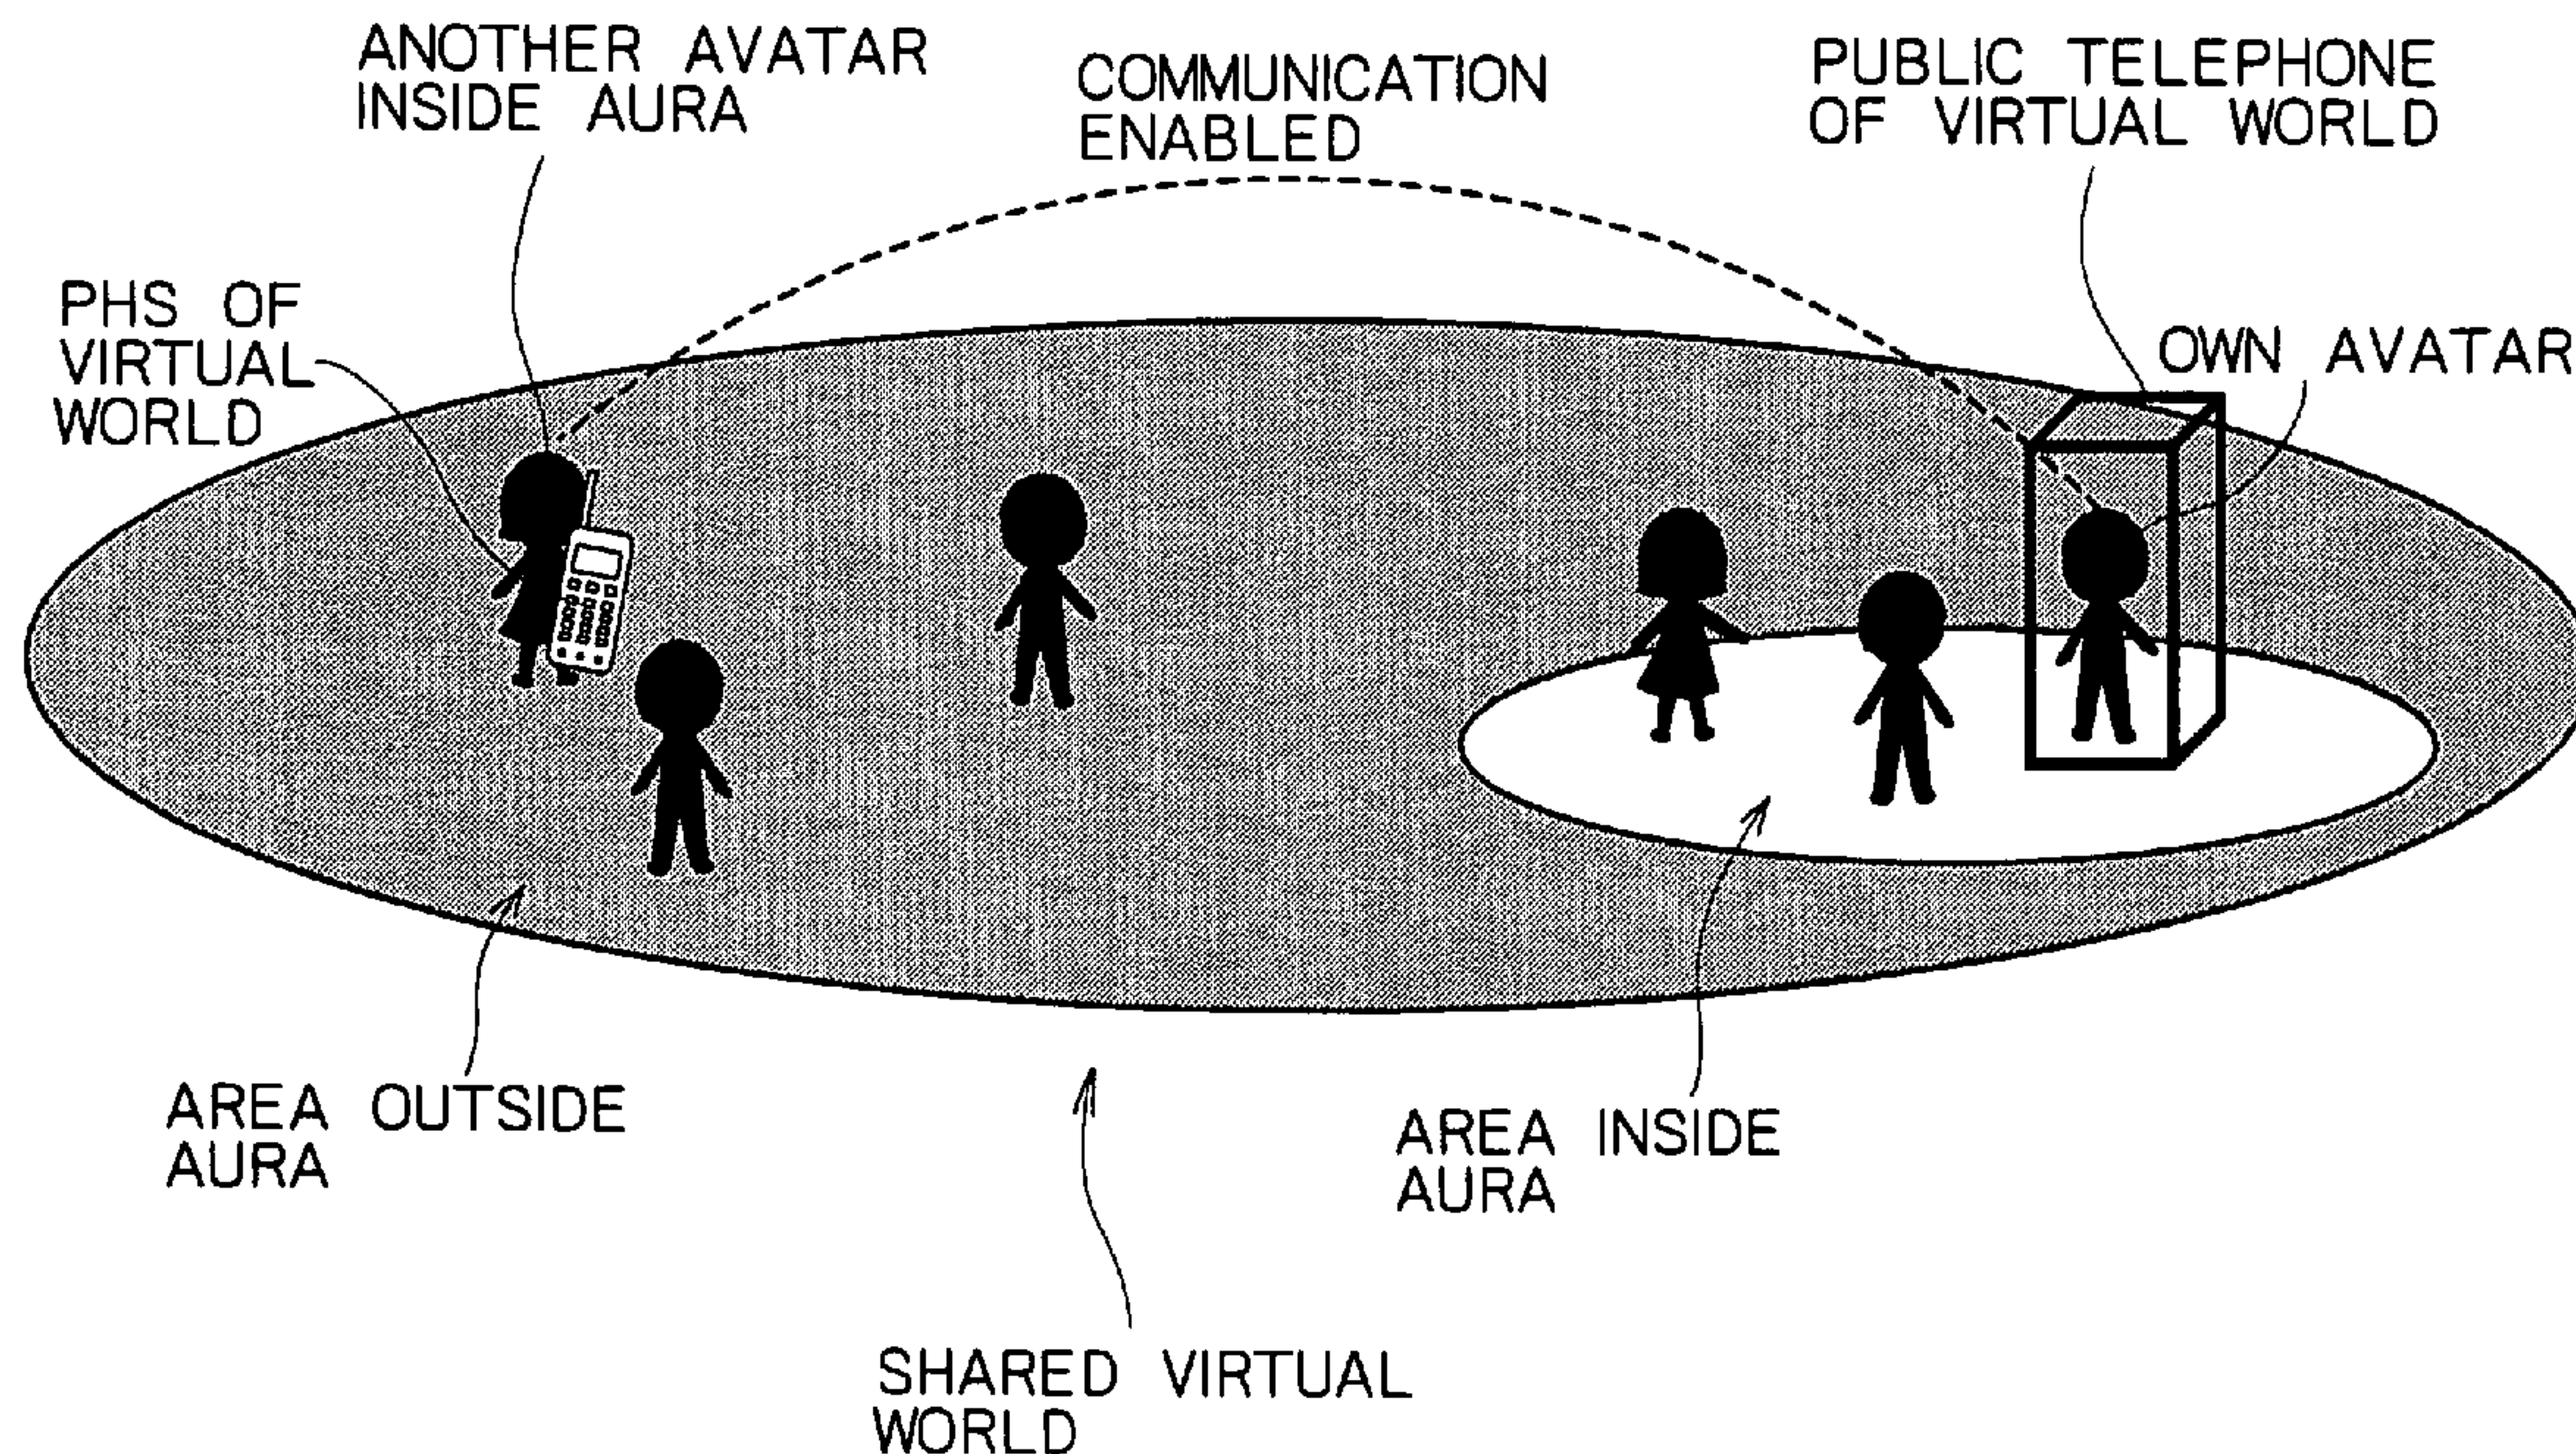 ANOTHER AVATAR
INSIDE AURA
COMMUNICATION
ENABLED
PUBLIC TELEPHONE
OF VIRTUAL WORLD
PHS OF
VIRTUAL
WORLD
OWN AVATAR
AREA OUTSIDE
AURA
AREA INSIDE
AURA
SHARED VIRTUAL
WORLD